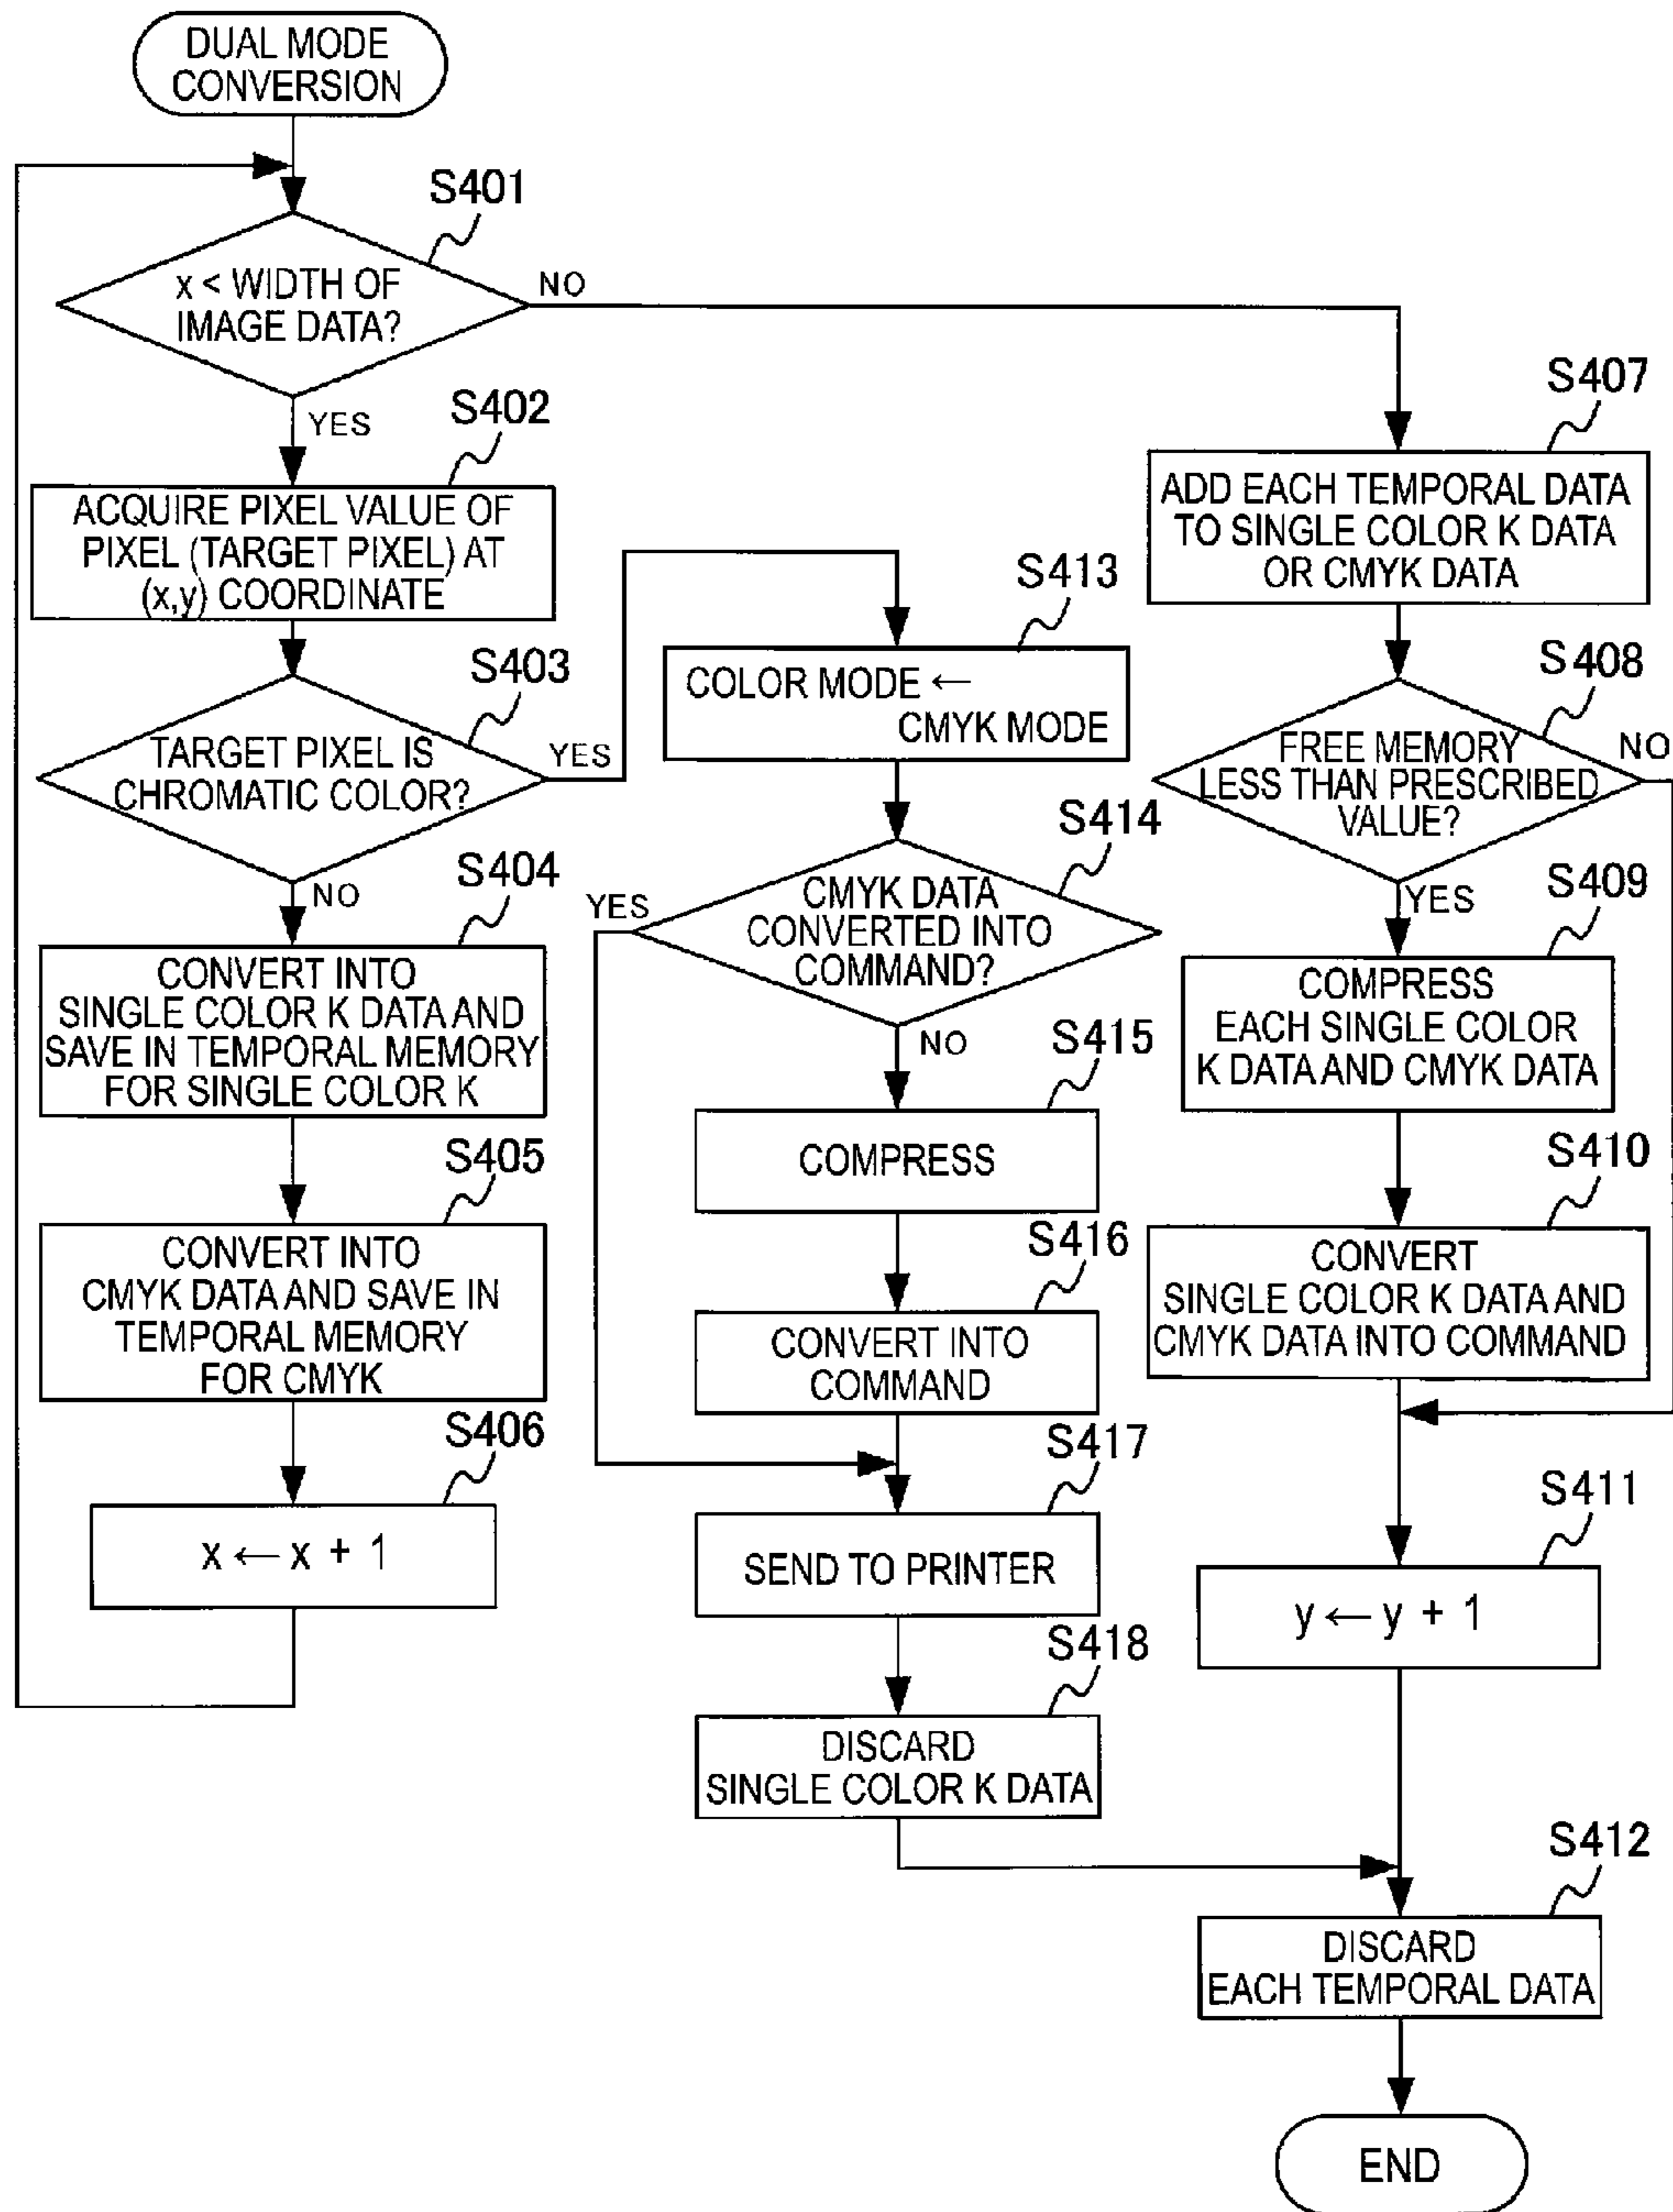 DUAL MODE
CONVERSION
S401
x < WIDTH OF
IMAGE DATA?
NO
YES
S402
ACQUIRE PIXEL VALUE OF
PIXEL (TARGET PIXEL) AT
(x,y) COORDINATE
S403
TARGET PIXEL IS
CHROMATIC COLOR?
YES
NO
S404
CONVERT INTO
SINGLE COLOR K DATA AND
SAVE IN TEMPORAL MEMORY
FOR SINGLE COLOR K
S405
CONVERT INTO
CMYK DATA AND SAVE IN
TEMPORAL MEMORY
FOR CMYK
S406
x ← x + 1
S413
COLOR MODE ←
CMYK MODE
S414
CMYK DATA
CONVERTED INTO
COMMAND?
YES
NO
S415
COMPRESS
S416
CONVERT INTO
COMMAND
S417
SEND TO PRINTER
S418
DISCARD
SINGLE COLOR K DATA
S407
ADD EACH TEMPORAL DATA
TO SINGLE COLOR K DATA
OR CMYK DATA
S408
FREE MEMORY
LESS THAN PRESCRIBED
VALUE?
NO
YES
S409
COMPRESS
EACH SINGLE COLOR
K DATA AND CMYK DATA
S410
CONVERT
SINGLE COLOR K DATA AND
CMYK DATA INTO COMMAND
S411
y ← y + 1
S412
DISCARD
EACH TEMPORAL DATA
END